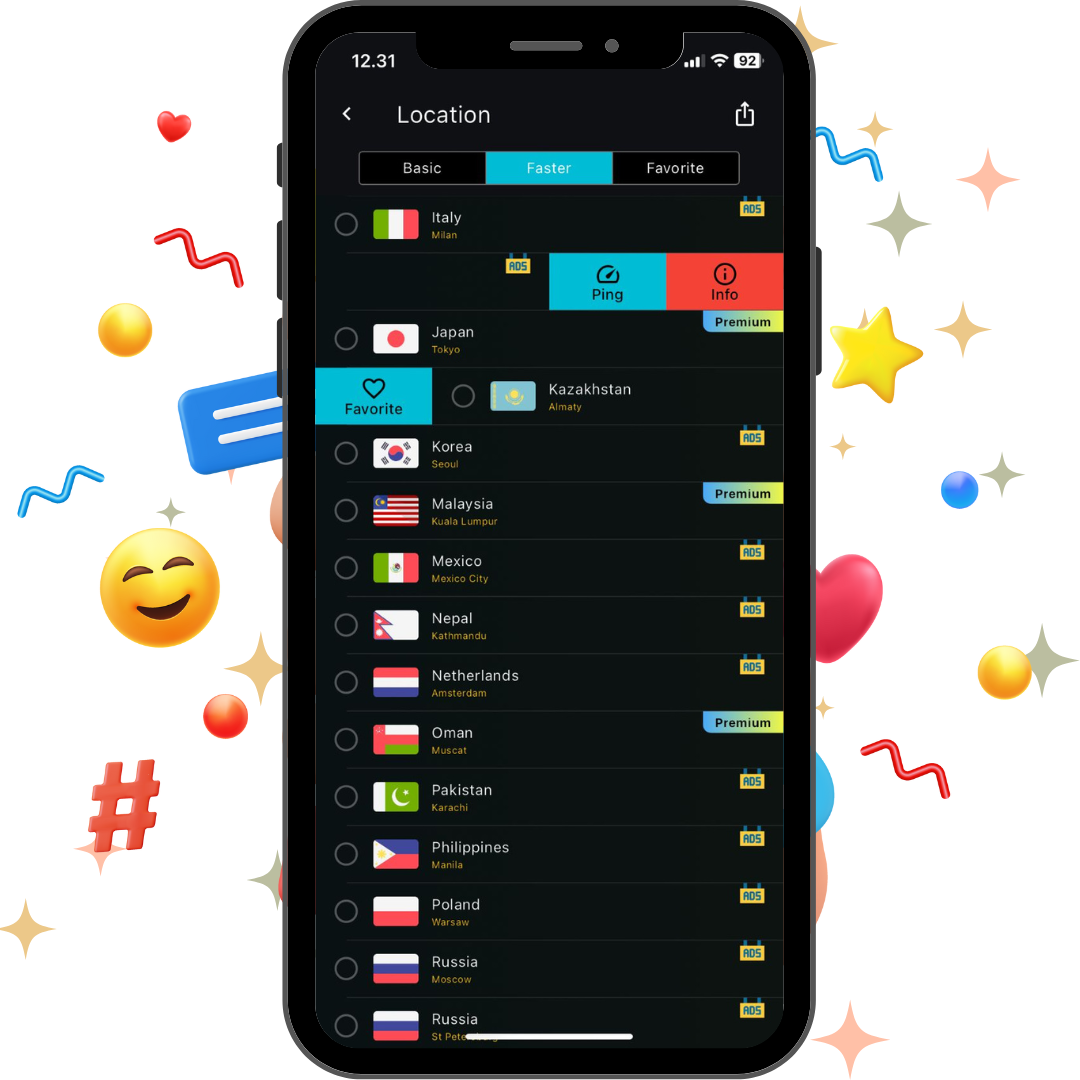 12.31
92
Location
Basic
Faster
Favorite
Italy
ADS
Milan
ADS
Ping
Info
Premium
Japan
Tokyo
Favorite
Kazakhstan
Almaty
ADS
Korea
Seoul
Premium
Malaysia
Kuala Lumpur
ADS
Mexico
Mexico City
ADS
Nepal
Kathmandu
ADS
Netherlands
Amsterdam
Premium
Oman
Muscat
ADS
Pakistan
Karachi
ADS
Philippines
Manila
ADS
Poland
Warsaw
ADS
Russia
Moscow
ADS
Russia
St Petersburg
#